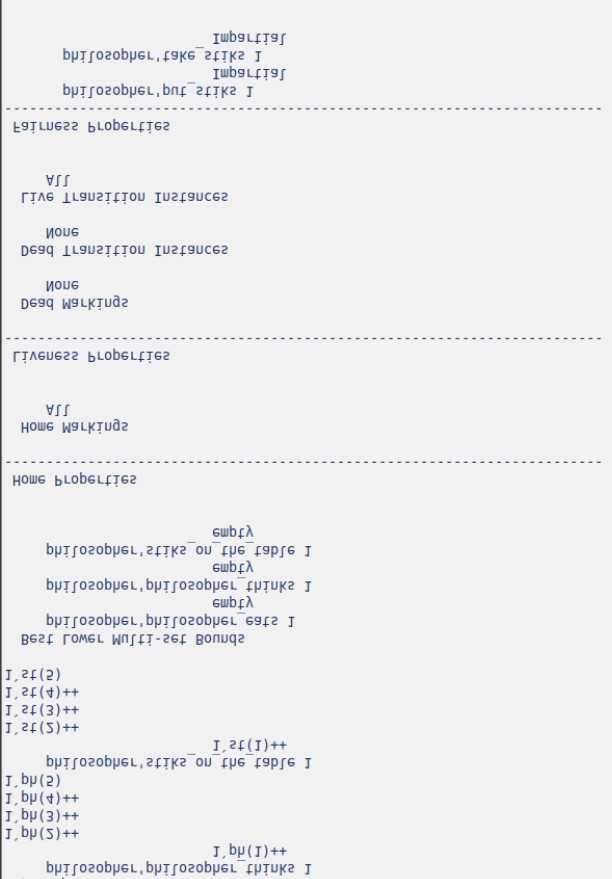 philosopher'philosopher_thinks 1
1`ph(1)++
1`ph(2)++
1`ph(3)++
1`ph(4)++
1`ph(5)
philosopher'stiks_on_the_table 1
1`st(1)++
1`st(2)++
1`st(3)++
1`st(4)++
1`st(5)
Best Lower Multi-set Bounds
philosopher'philosopher_eats 1
empty
philosopher'philosopher_thinks 1
empty
philosopher'stiks_on_the_table 1
empty
Home Properties
------------------------------------------------------------------------
Home Markings
All
Liveness Properties
------------------------------------------------------------------------
Dead Markings
None
Dead Transition Instances
None
Live Transition Instances
All
Fairness Properties
------------------------------------------------------------------------
philosopher'put_stiks 1
Impartial
philosopher'take_stiks 1
Impartial